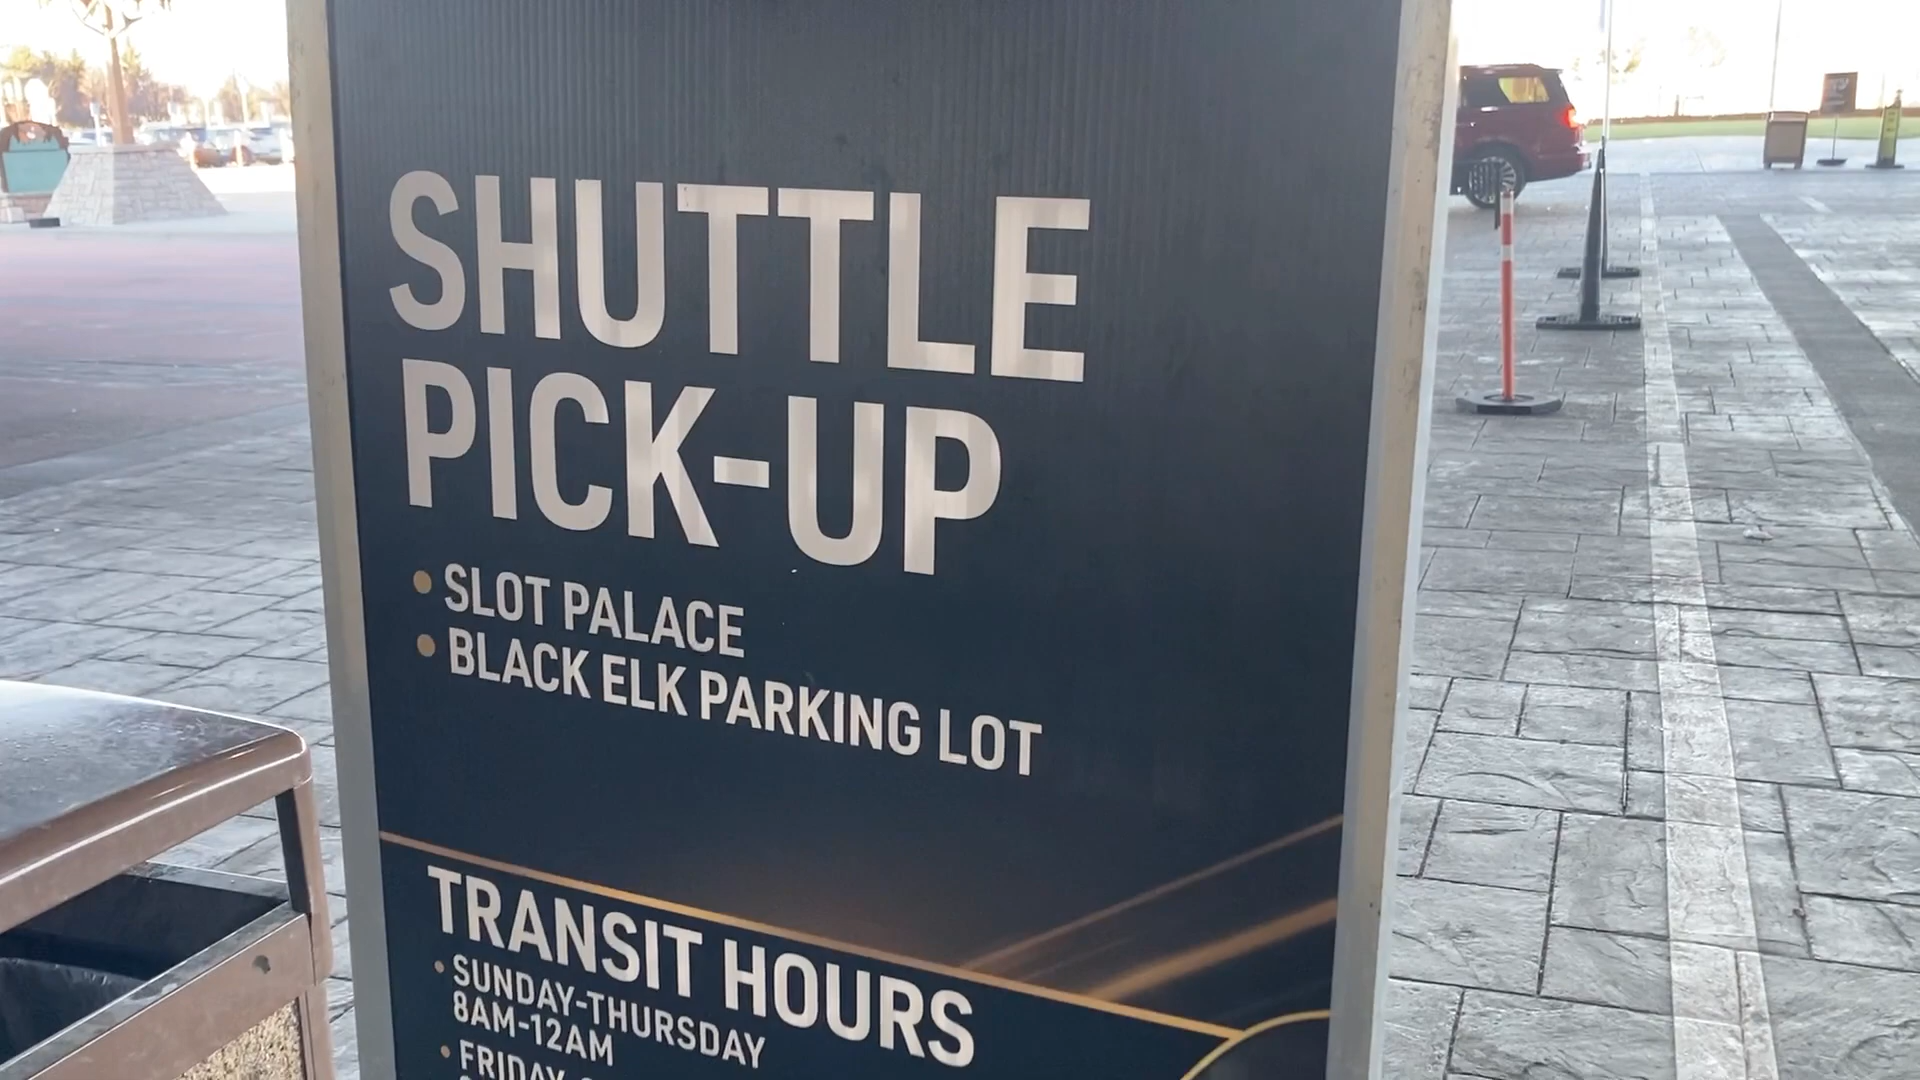 SHUTTLE
PICK-UP
• SLOT PALACE
• BLACK ELK PARKING LOT
TRANSIT HOURS
• SUNDAY-THURSDAY
8AM-12AM
• FRIDAY